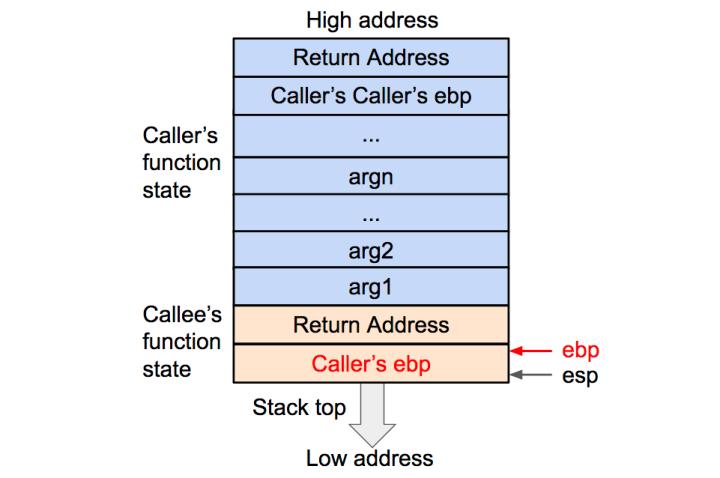 High address
Return Address
Caller's Caller's ebp
...
Caller's
function
state
argn
...
arg2
arg1
Callee's
function
state
Return Address
Caller's ebp
ebp
esp
Stack top
Low address